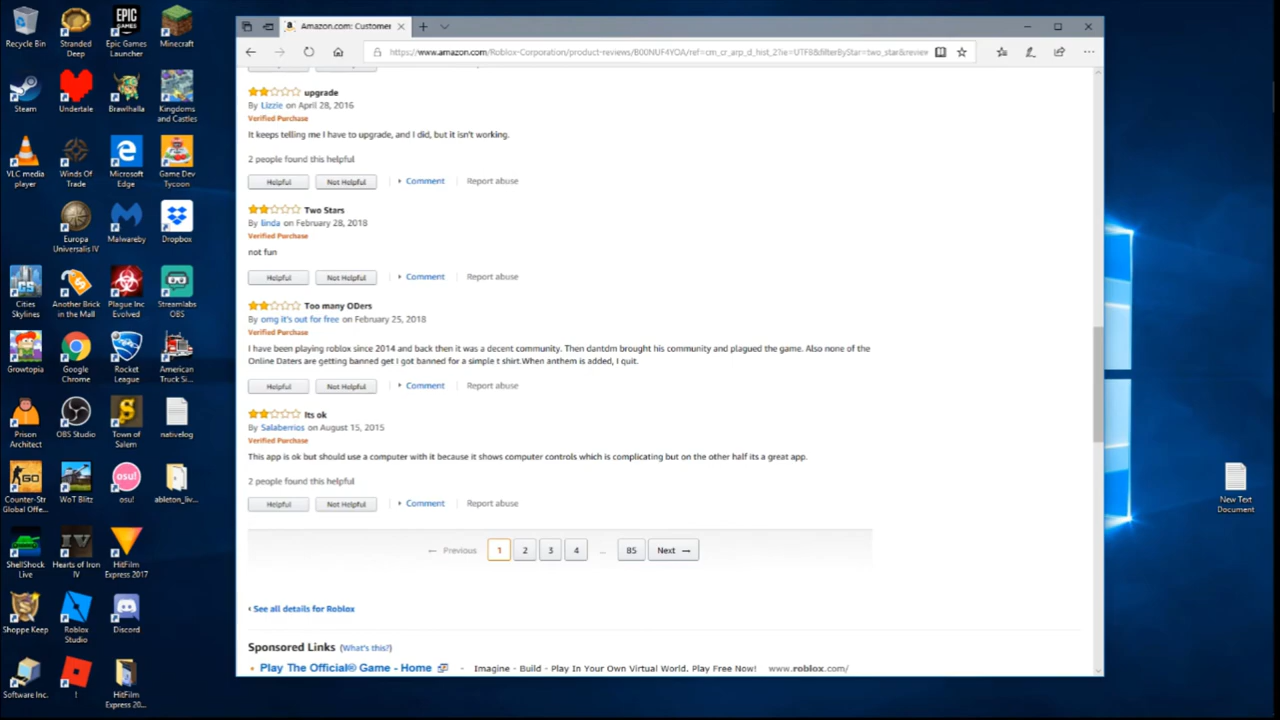 Amazon.com: Customer
https://www.amazon.com/Roblox-Corporation/product-reviews/B00NUF4YOA/ref=cm_cr_arp_d_hist_2?ie=UTF8&filterByStar=two_star&review
upgrade
By Lizzie on April 28, 2016
Verified Purchase
It keeps telling me I have to upgrade, and I did, but it isn't working.
2 people found this helpful
Helpful Not Helpful Comment Report abuse
Two Stars
By linda on February 28, 2018
Verified Purchase
not fun
Helpful Not Helpful Comment Report abuse
Too many ODers
By omg it's out for free on February 25, 2018
Verified Purchase
I have been playing roblox since 2014 and back then it was a decent community. Then dantdm brought his community and plagued the game. Also none of the
Online Daters are getting banned get I got banned for a simple t shirt.When anthem is added, I quit.
Helpful Not Helpful Comment Report abuse
Its ok
By Salaberrios on August 15, 2015
Verified Purchase
This app is ok but should use a computer with it because it shows computer controls which is complicating but on the other half its a great app.
2 people found this helpful
Helpful Not Helpful Comment Report abuse
← Previous 1 2 3 4 ... 85 Next →
‹ See all details for Roblox
Sponsored Links (What's this?)
• Play The Official® Game - Home - Imagine - Build - Play In Your Own Virtual World. Play Free Now! www.roblox.com/
Recycle Bin
Stranded
Deep
EPIC
GAMES
Epic Games
Launcher
Minecraft
Steam
Undertale
Brawlhalla
Kingdoms
and Castles
VLC media
player
Winds Of
Trade
Microsoft
Edge
Game Dev
Tycoon
Europa
Universalis IV
Malwareby
Dropbox
Cities
Skylines
Another Brick
in the Mall
Plague Inc
Evolved
Streamlabs
OBS
Growtopia
Google
Chrome
Rocket
League
American
Truck Si...
Prison
Architect
OBS Studio
Town of
Salem
nativelog
GO
Counter-Str
Global Offe...
WoT Blitz
osu!
osu!
ableton_liv...
ShellShock
Live
IV
Hearts of Iron
IV
HitFilm
Express 2017
Shoppe Keep
Roblox
Studio
Discord
Software Inc.
!
HitFilm
Express 20...
New Text
Document